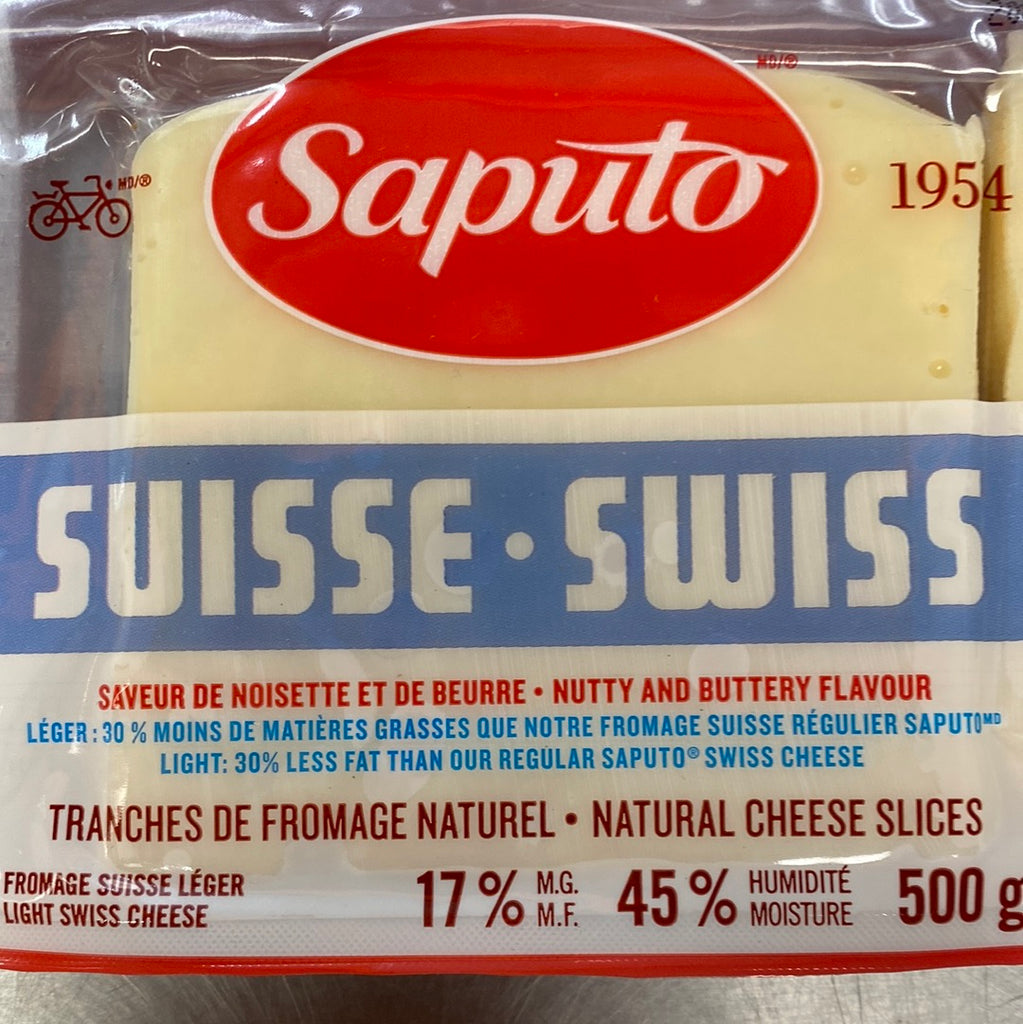 MD/®
Saputo
MD/®
1954
SUISSE • SWISS
SAVEUR DE NOISETTE ET DE BEURRE • NUTTY AND BUTTERY FLAVOUR
LÉGER : 30 % MOINS DE MATIÈRES GRASSES QUE NOTRE FROMAGE SUISSE RÉGULIER SAPUTOᴹᴰ
LIGHT: 30% LESS FAT THAN OUR REGULAR SAPUTO® SWISS CHEESE
TRANCHES DE FROMAGE NATUREL • NATURAL CHEESE SLICES
FROMAGE SUISSE LÉGER
LIGHT SWISS CHEESE
17 % M.G.
M.F.
45 % HUMIDITÉ
MOISTURE
500 g